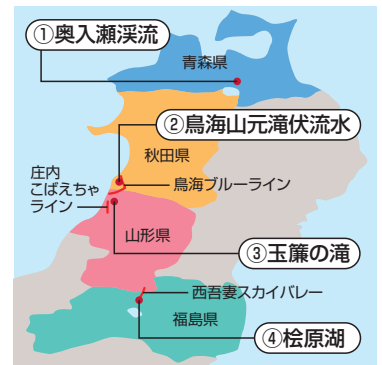 ①奥入瀬渓流
青森県
②鳥海山元滝伏流水
秋田県
鳥海ブルーライン
庄内
こばえちゃ
ライン
山形県
③玉簾の滝
西吾妻スカイバレー
福島県
④桧原湖